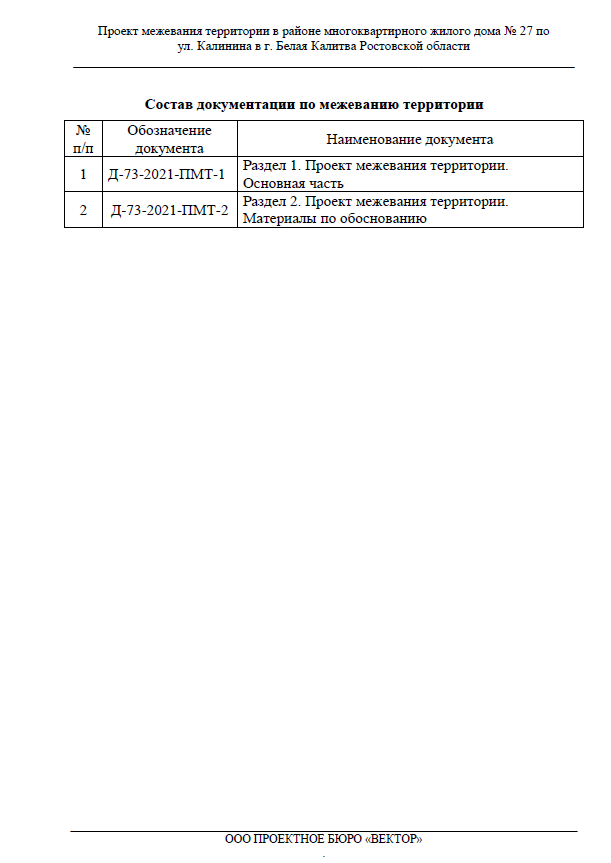 Проект межевания территории в районе многоквартирного жилого дома № 27 по
ул. Калинина в г. Белая Калитва Ростовской области
Состав документации по межеванию территории
№
п/п
Обозначение
документа
Наименование документа
1
Д-73-2021-ПМТ-1
Раздел 1. Проект межевания территории.
Основная часть
2
Д-73-2021-ПМТ-2
Раздел 2. Проект межевания территории.
Материалы по обоснованию
ООО ПРОЕКТНОЕ БЮРО «ВЕКТОР»